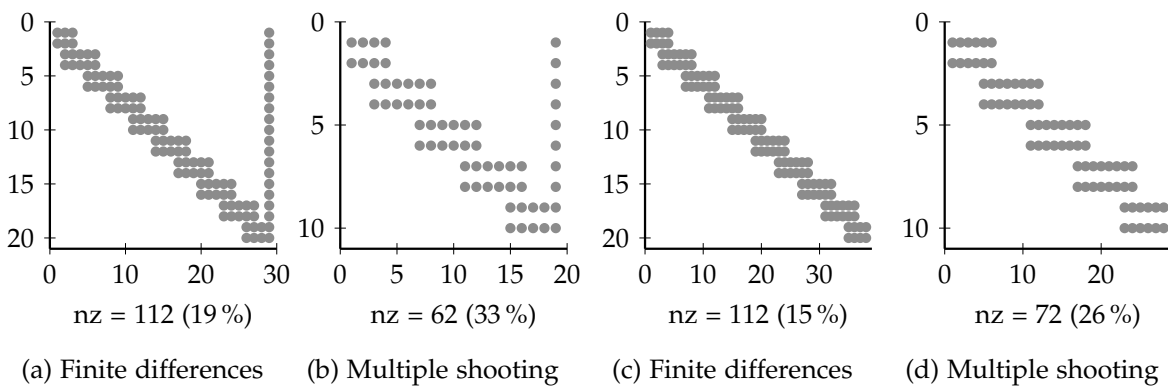 0
5
10
15
20
0 10 20 30
nz = 112 (19 %)
(a) Finite differences
0
5
10
0 5 10 15 20
nz = 62 (33 %)
(b) Multiple shooting
0
5
10
15
20
0 10 20 30
nz = 112 (15 %)
(c) Finite differences
0
5
10
0 10 20
nz = 72 (26 %)
(d) Multiple shooting